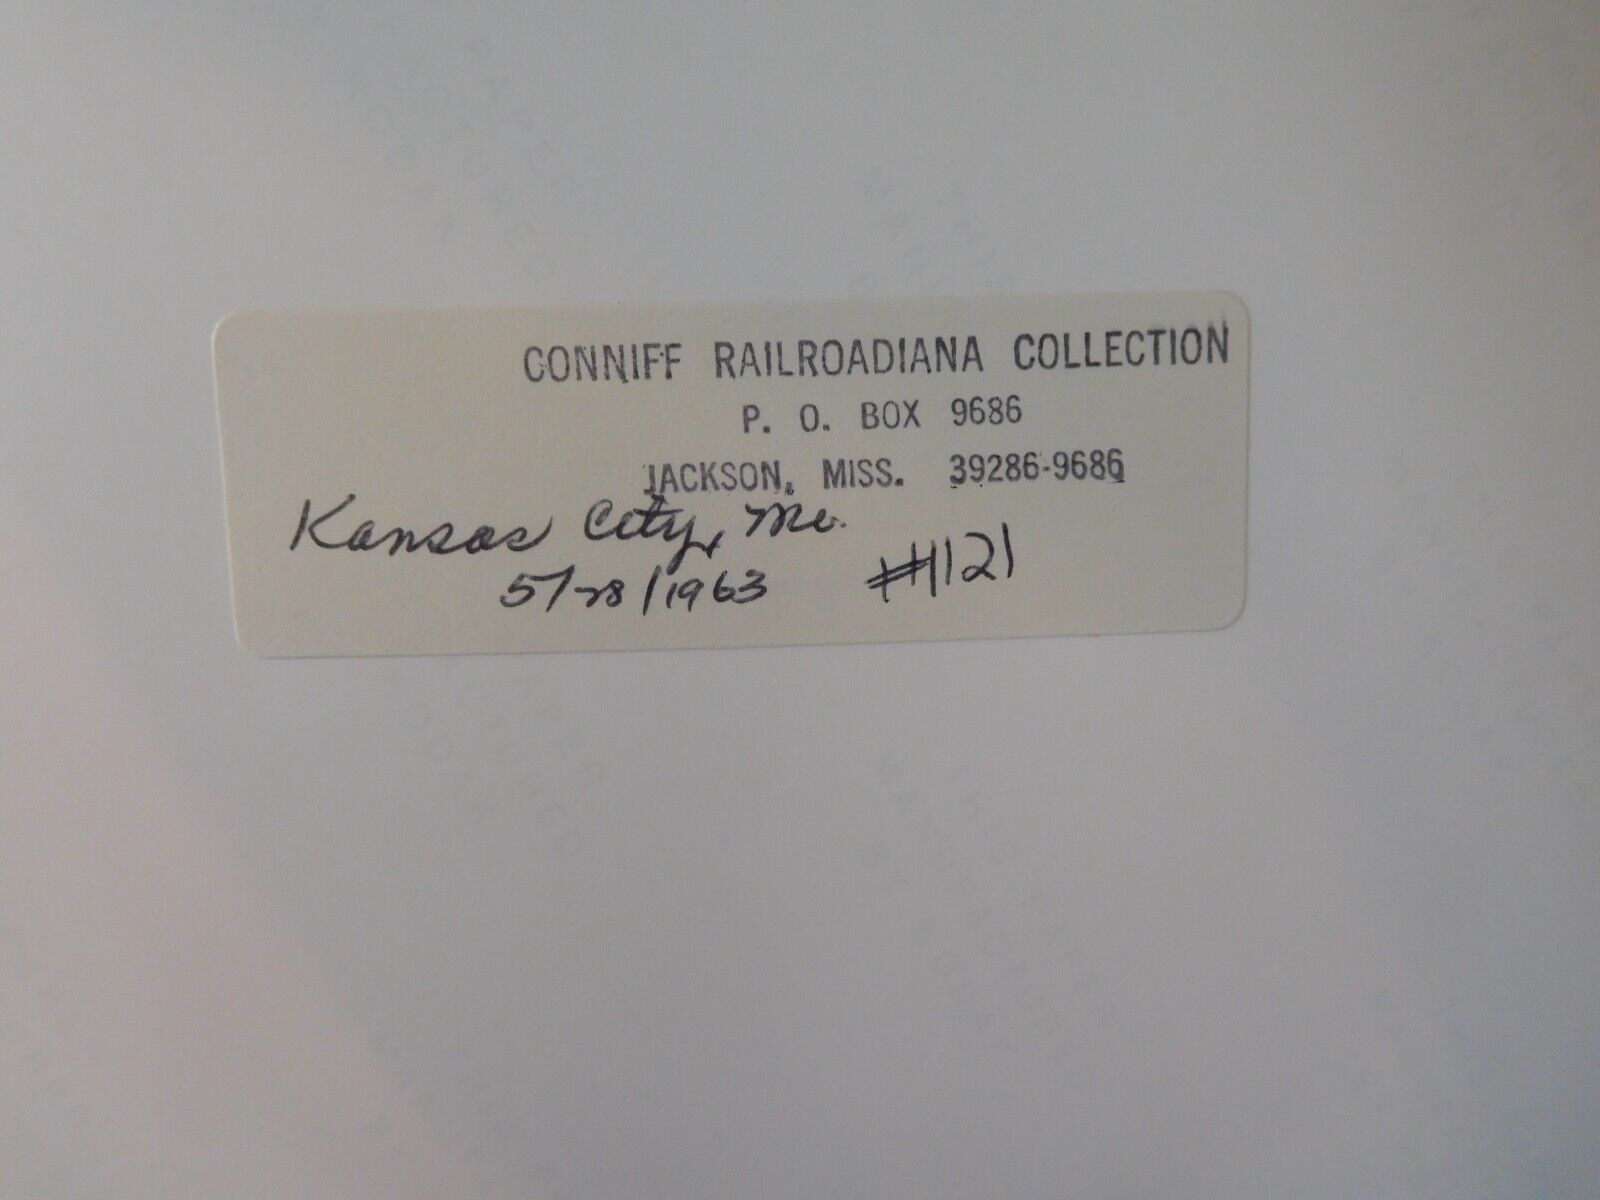 CONNIFF RAILROADIANA COLLECTION
P. O. BOX 9686
JACKSON, MISS. 39286-9686
Kansas City, Mo.
5/28/1963 #1121